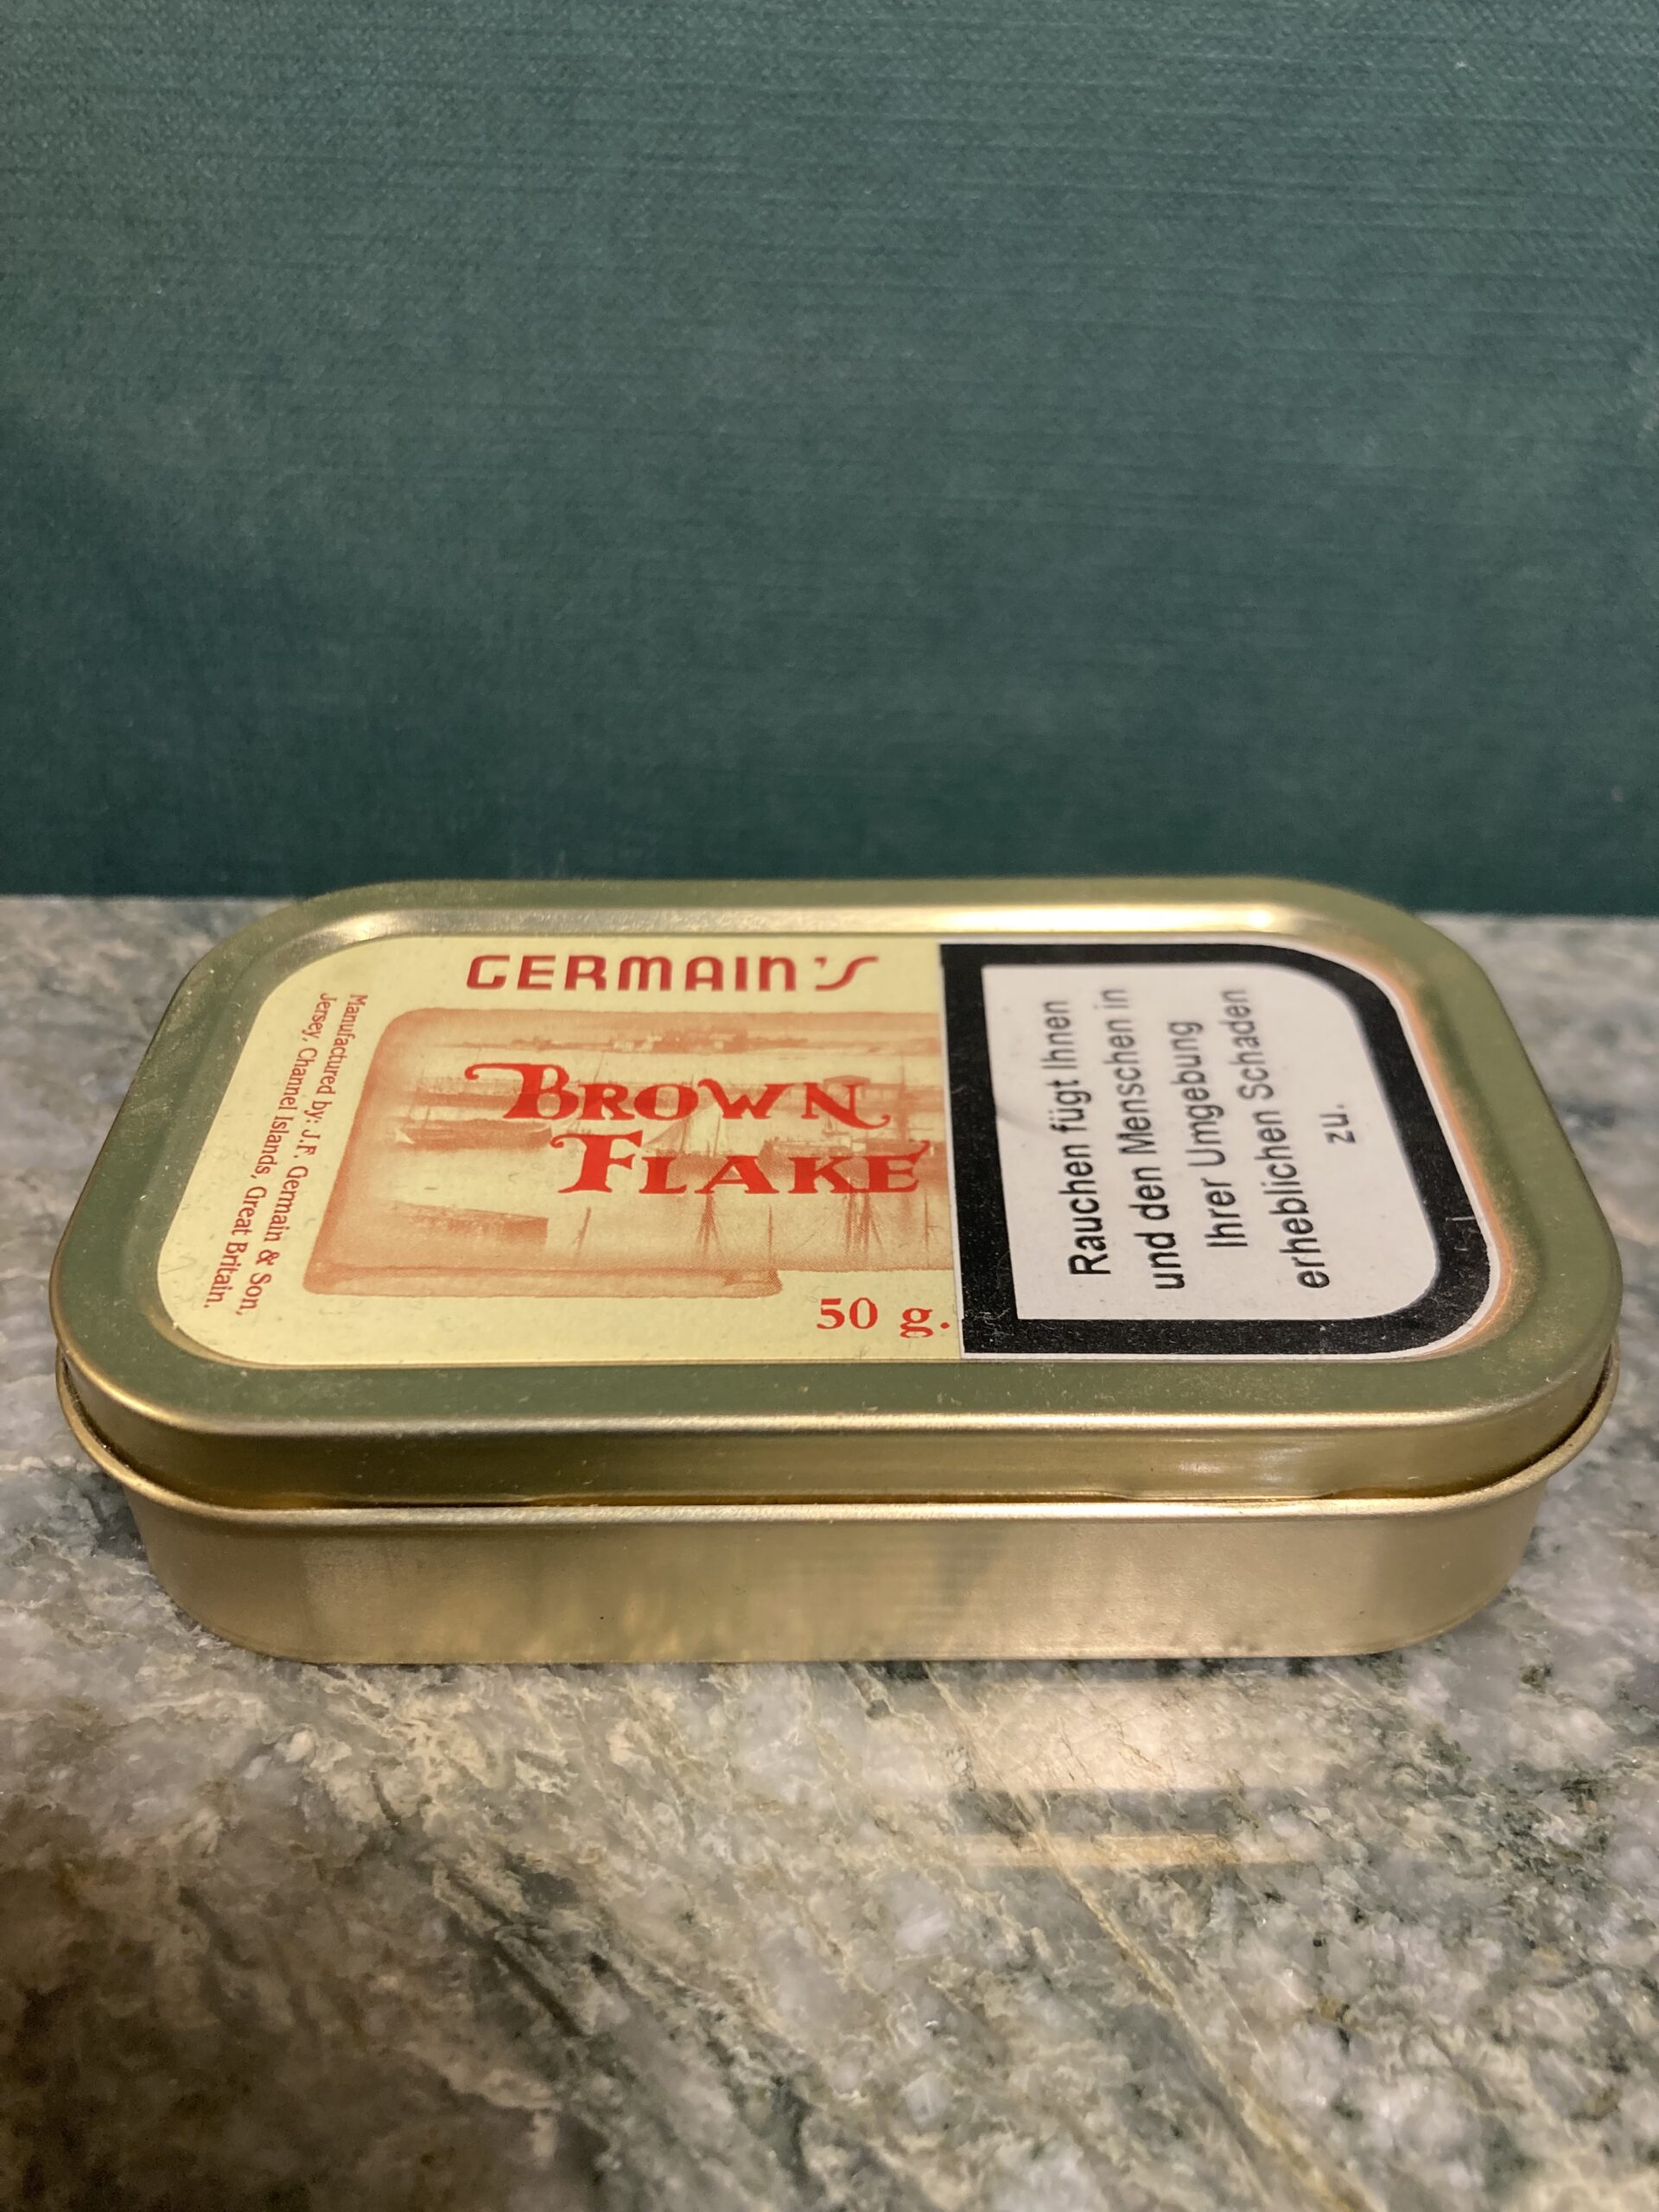 GERMAIN'S
BROWN
FLAKE
50 g.
Manufactured by: J.F. Germain & Son,
Jersey, Channel Islands, Great Britain.
Rauchen fügt Ihnen
und den Menschen in
Ihrer Umgebung
erheblichen Schaden
zu.